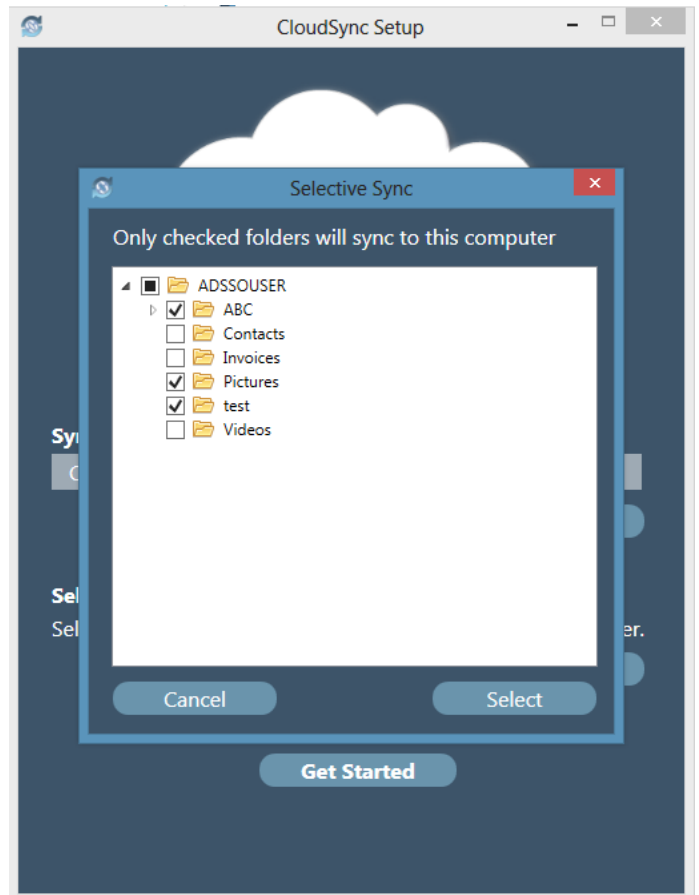 CloudSync Setup
Selective Sync
Only checked folders will sync to this computer
ADSSOUSER
ABC
Contacts
Invoices
Pictures
test
Videos
Cancel
Select
Get Started